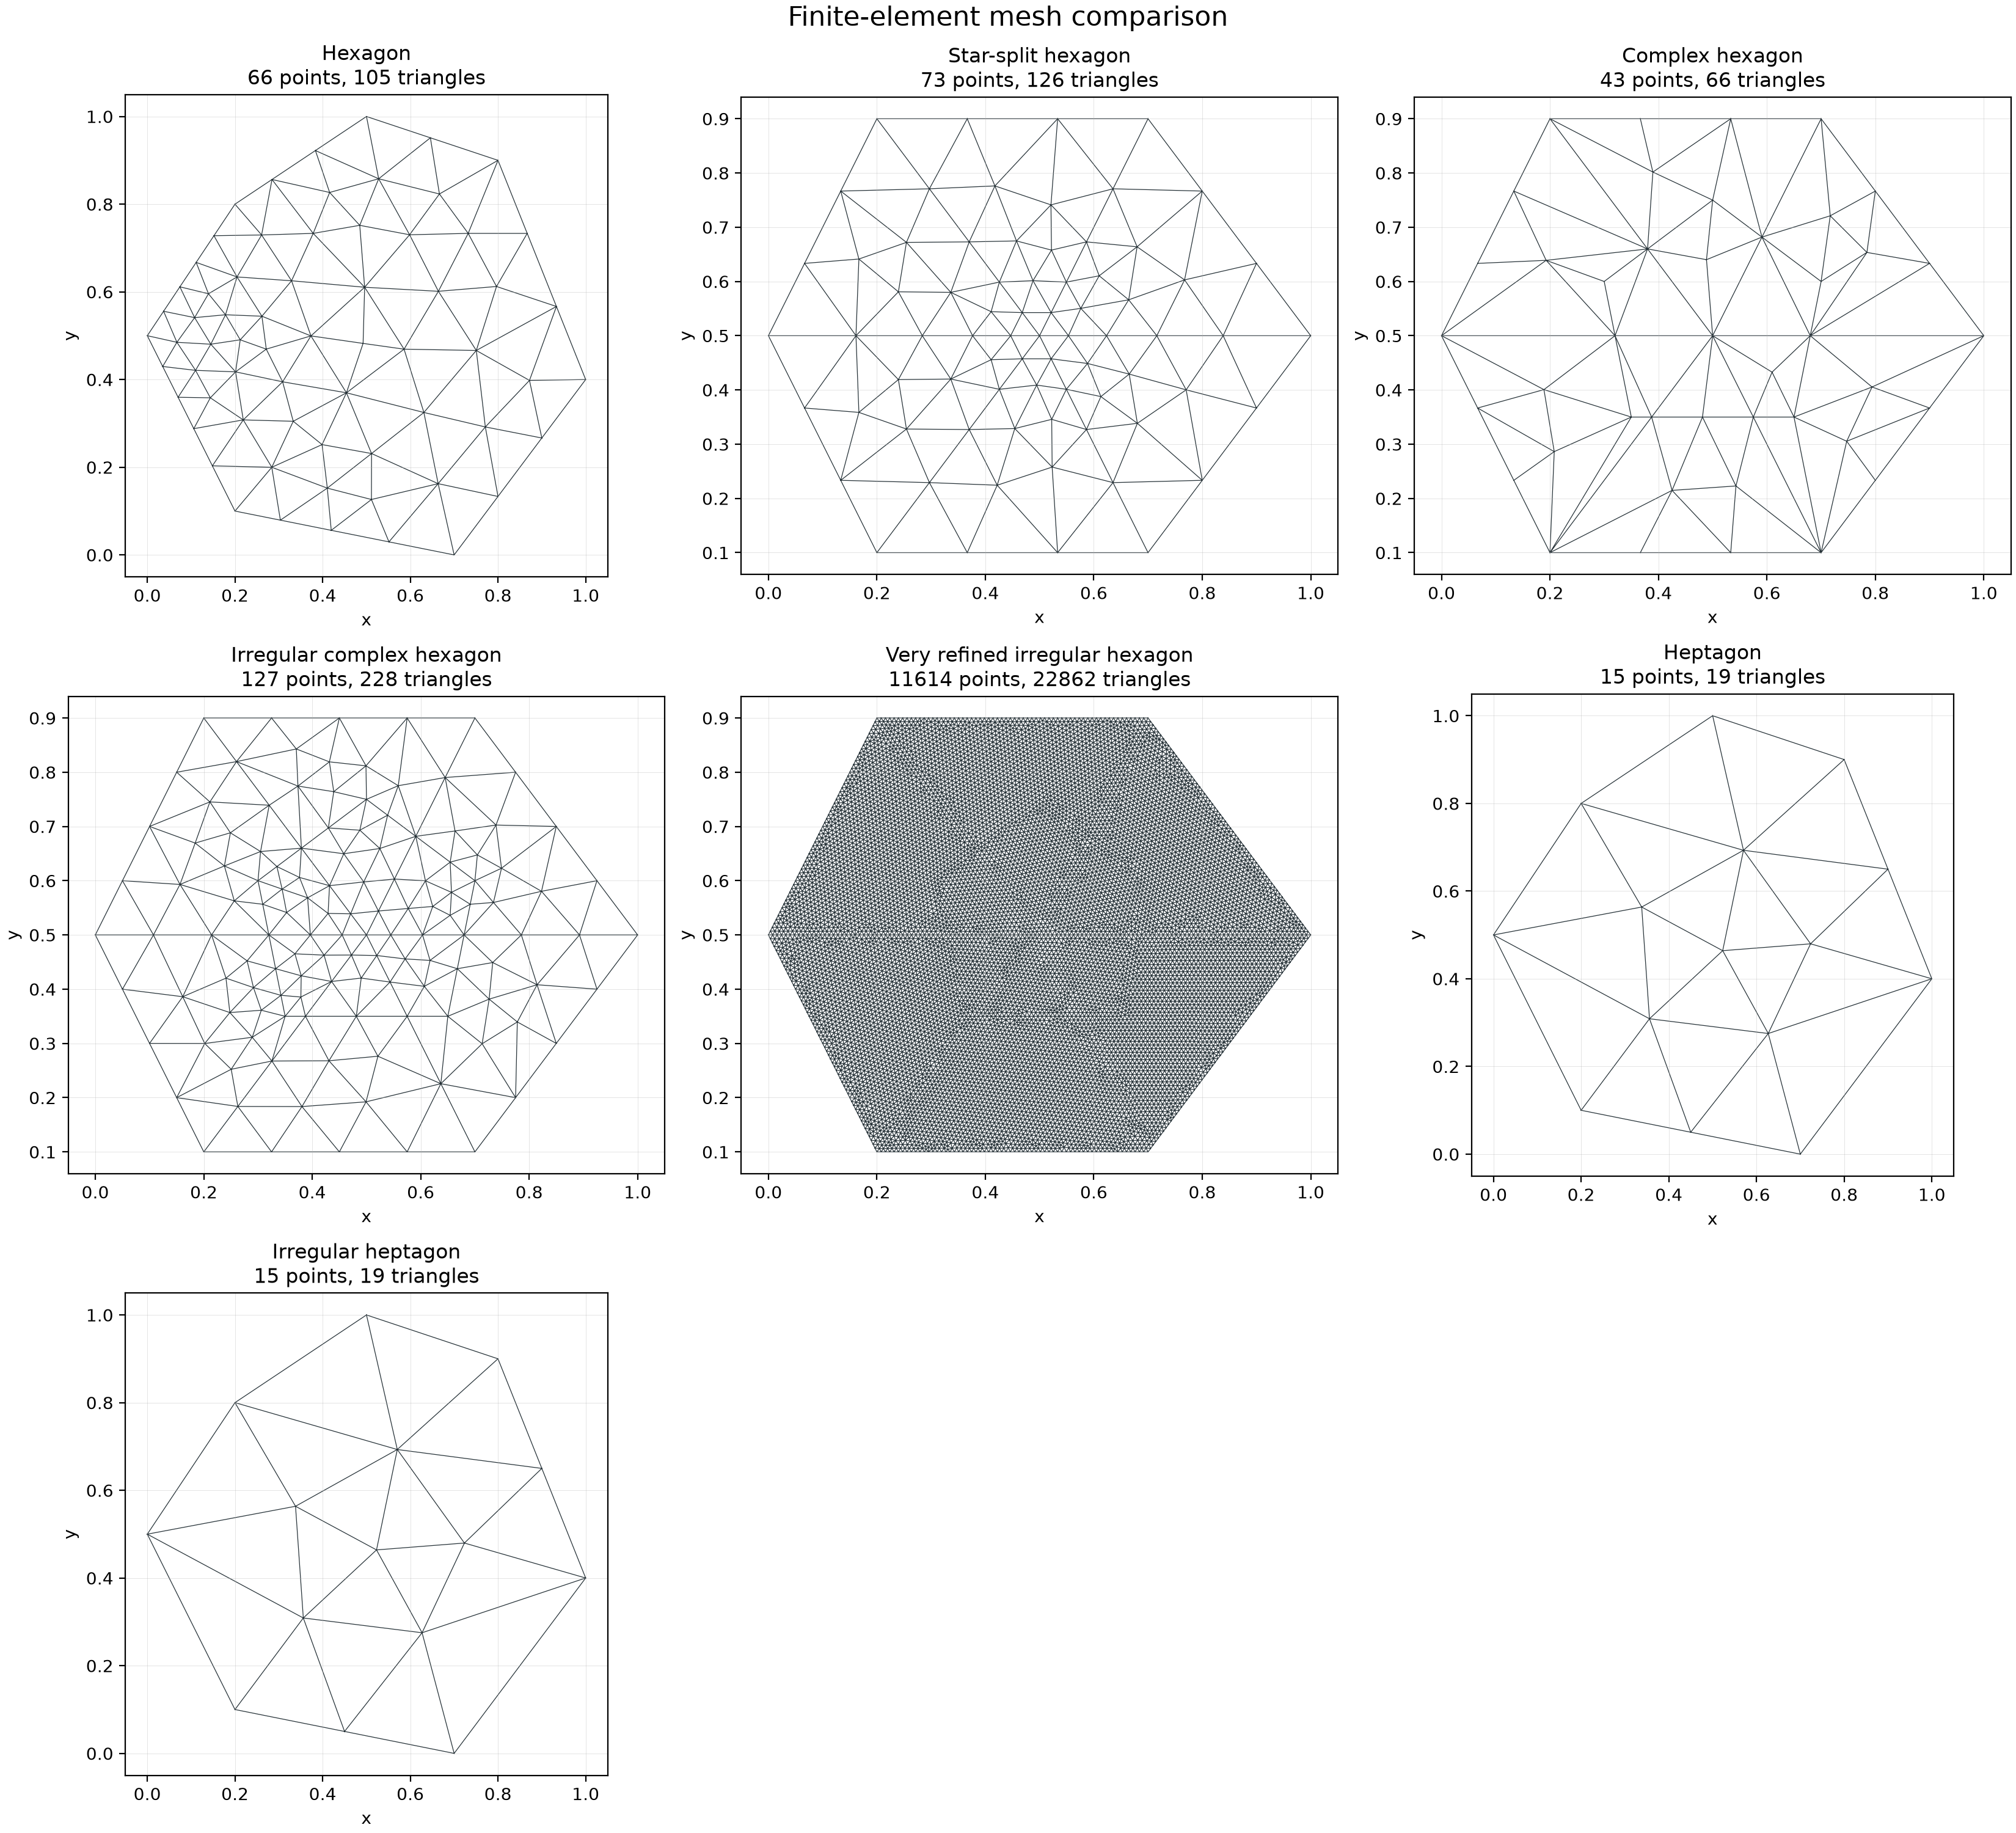 Finite-element mesh comparison
Hexagon
66 points, 105 triangles
1.0
0.8
0.6
0.4
0.2
0.0
y
0.0 0.2 0.4 0.6 0.8 1.0
x
Star-split hexagon
73 points, 126 triangles
0.9
0.8
0.7
0.6
0.5
0.4
0.3
0.2
0.1
y
0.0 0.2 0.4 0.6 0.8 1.0
x
Complex hexagon
43 points, 66 triangles
0.9
0.8
0.7
0.6
0.5
0.4
0.3
0.2
0.1
y
0.0 0.2 0.4 0.6 0.8 1.0
x
Irregular complex hexagon
127 points, 228 triangles
0.9
0.8
0.7
0.6
0.5
0.4
0.3
0.2
0.1
y
0.0 0.2 0.4 0.6 0.8 1.0
x
Very refined irregular hexagon
11614 points, 22862 triangles
0.9
0.8
0.7
0.6
0.5
0.4
0.3
0.2
0.1
y
0.0 0.2 0.4 0.6 0.8 1.0
x
Heptagon
15 points, 19 triangles
1.0
0.8
0.6
0.4
0.2
0.0
y
0.0 0.2 0.4 0.6 0.8 1.0
x
Irregular heptagon
15 points, 19 triangles
1.0
0.8
0.6
0.4
0.2
0.0
y
0.0 0.2 0.4 0.6 0.8 1.0
x